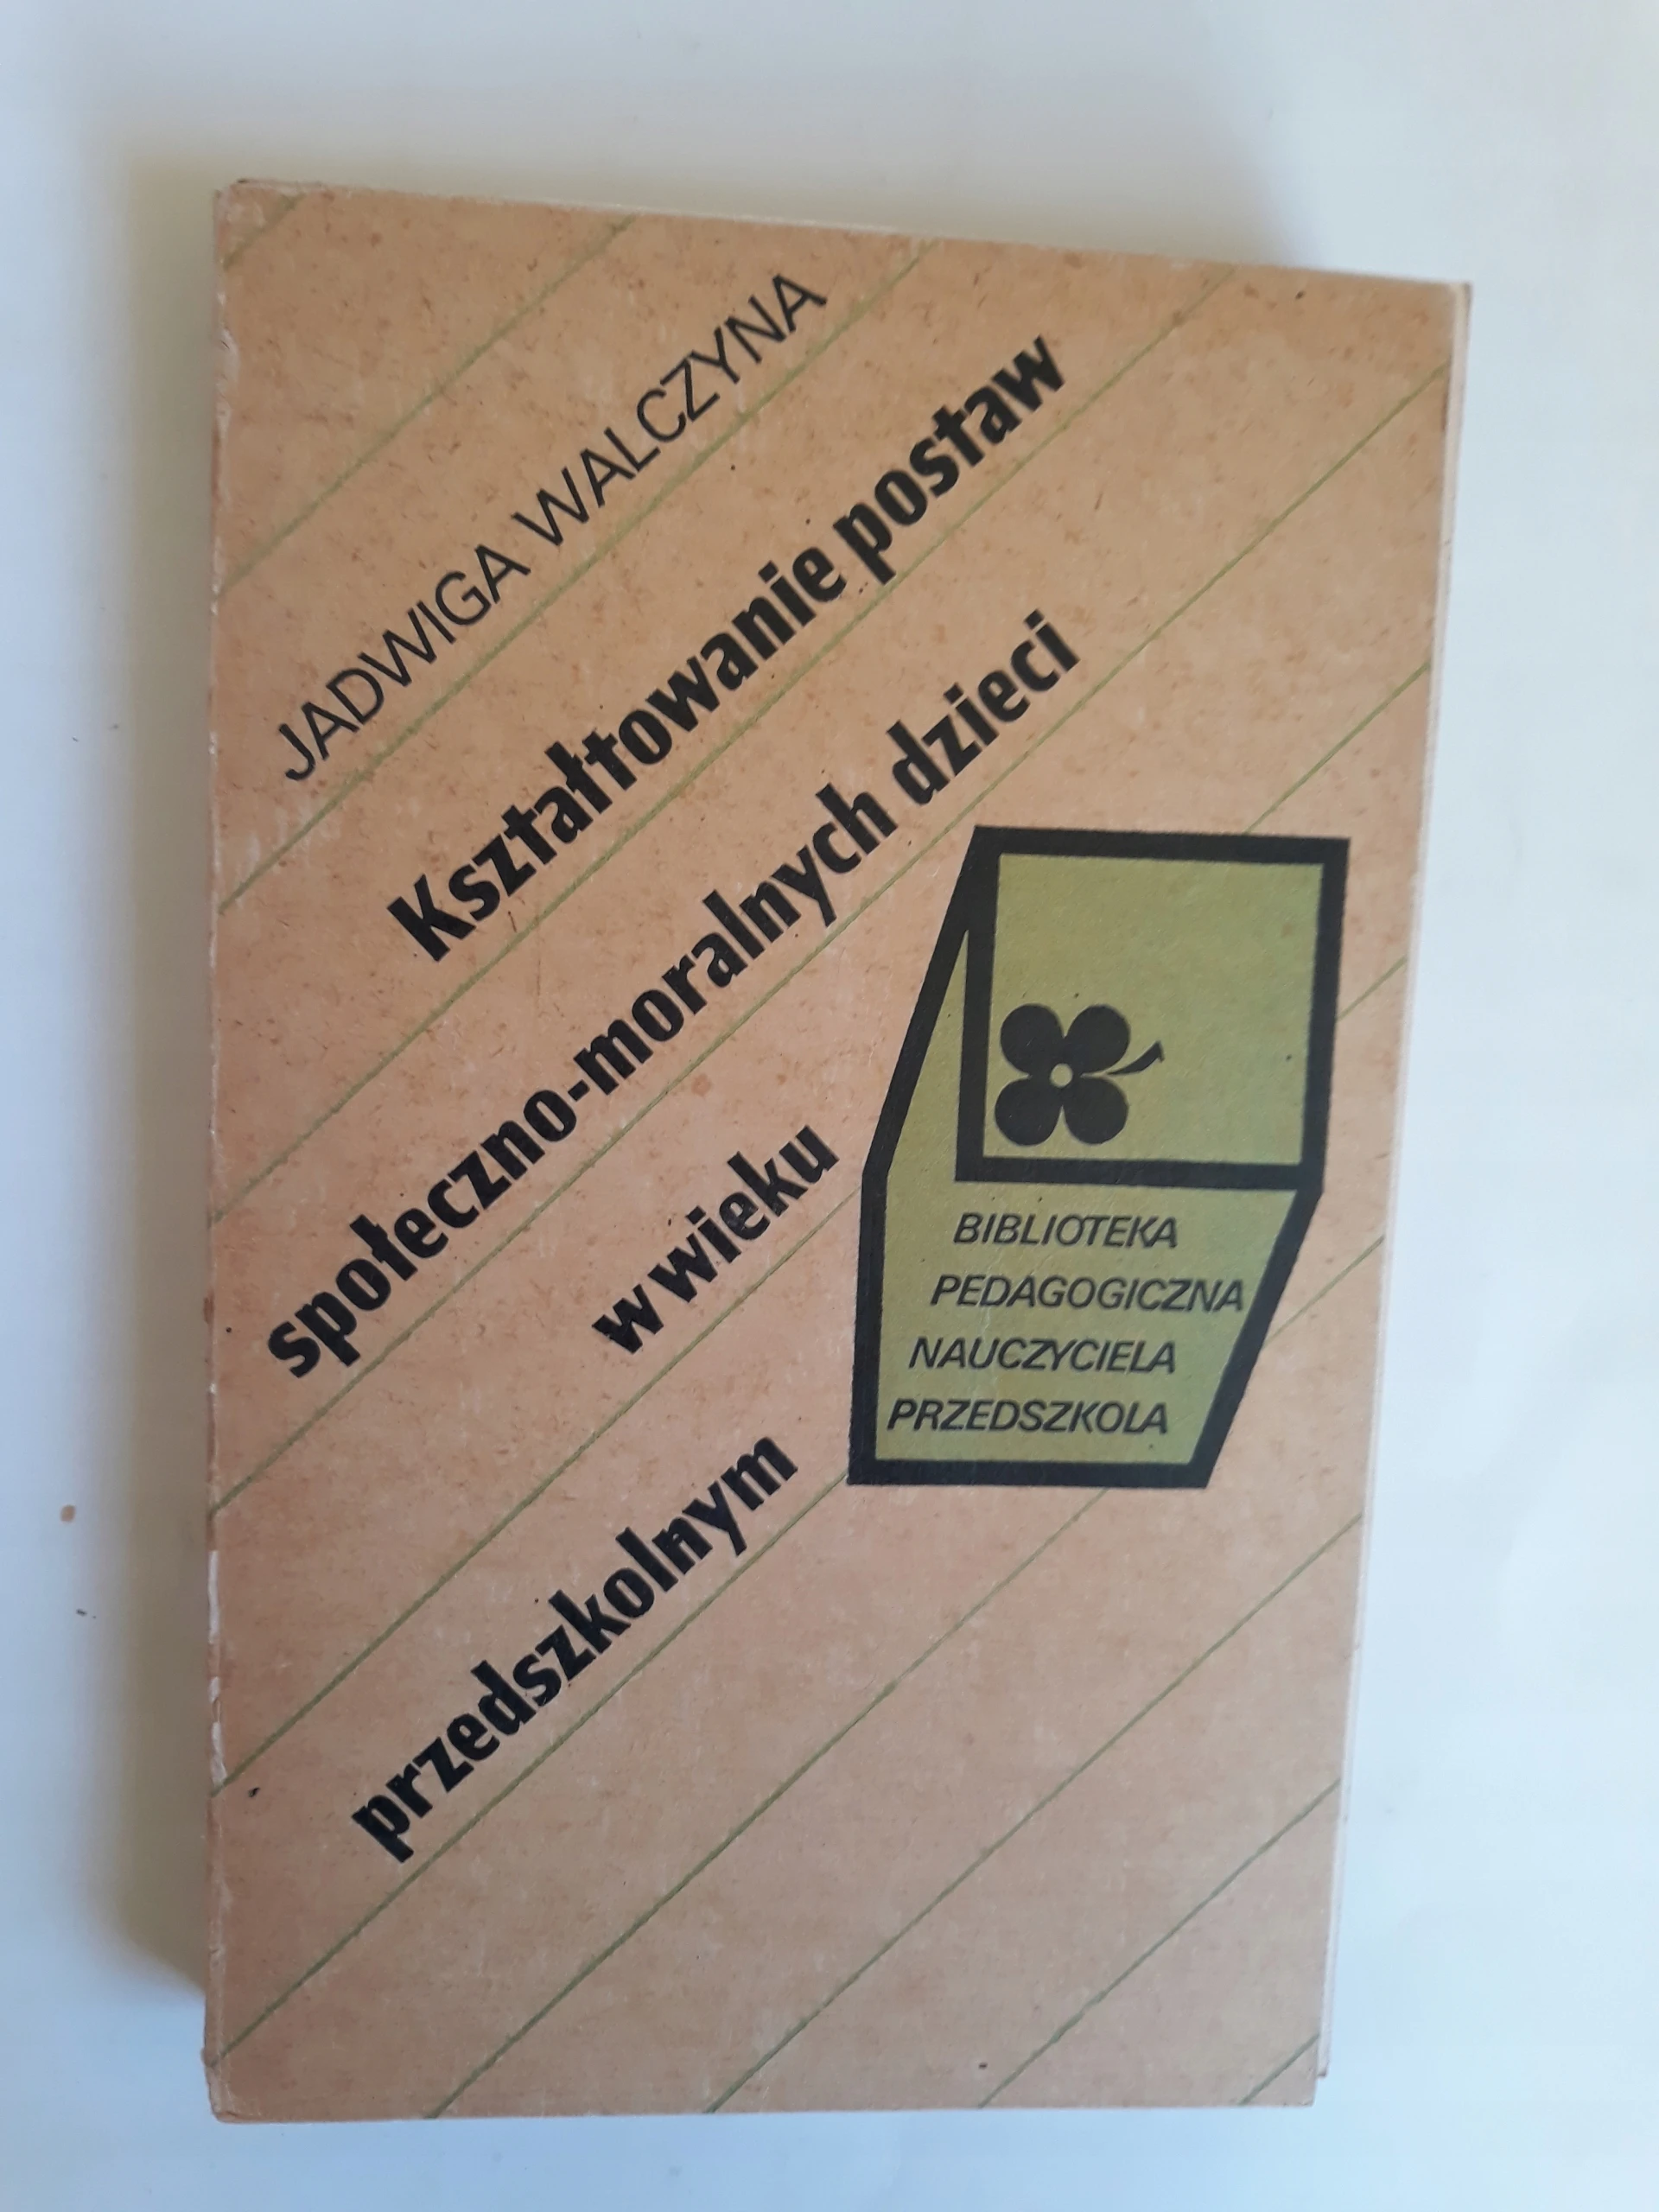 JADWIGA WALCZYNA
Kształtowanie postaw
społeczno-moralnych dzieci
w wieku
przedszkolnym
BIBLIOTEKA
PEDAGOGICZNA
NAUCZYCIELA
PRZEDSZKOLA